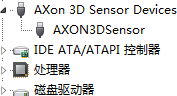 AXon 3D Sensor Devices
AXON3DSensor
IDE ATA/ATAPI 控制器
处理器
磁盘驱动器